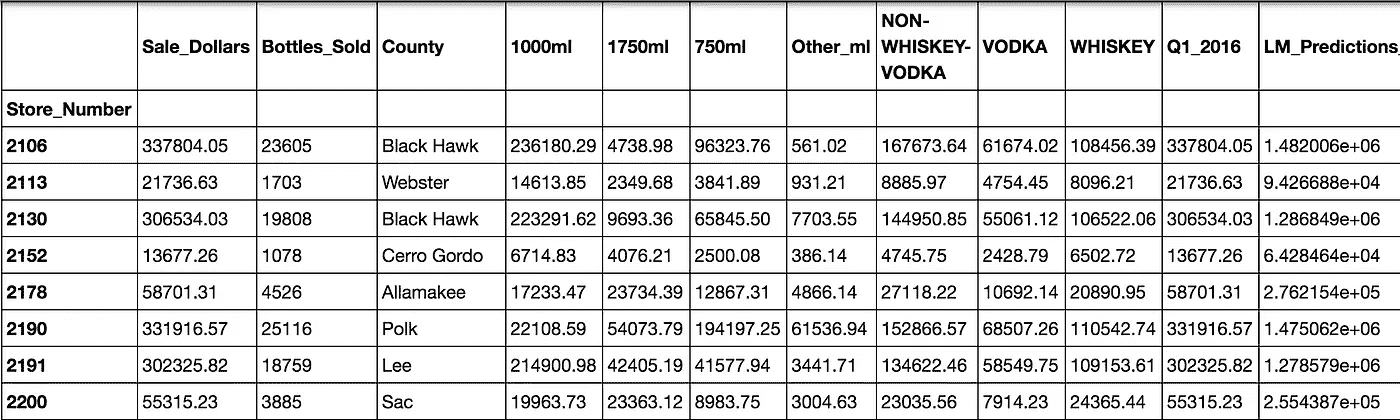 Sale_Dollars Bottles_Sold County 1000ml 1750ml 750ml Other_ml NON-WHISKEY-VODKA VODKA WHISKEY Q1_2016 LM_Predictions_
Store_Number
2106 337804.05 23605 Black Hawk 236180.29 4738.98 96323.76 561.02 167673.64 61674.02 108456.39 337804.05 1.482006e+06
2113 21736.63 1703 Webster 14613.85 2349.68 3841.89 931.21 8885.97 4754.45 8096.21 21736.63 9.426688e+04
2130 306534.03 19808 Black Hawk 223291.62 9693.36 65845.50 7703.55 144950.85 55061.12 106522.06 306534.03 1.286849e+06
2152 13677.26 1078 Cerro Gordo 6714.83 4076.21 2500.08 386.14 4745.75 2428.79 6502.72 13677.26 6.428464e+04
2178 58701.31 4526 Allamakee 17233.47 23734.39 12867.31 4866.14 27118.22 10692.14 20890.95 58701.31 2.762154e+05
2190 331916.57 25116 Polk 22108.59 54073.79 194197.25 61536.94 152866.57 68507.26 110542.74 331916.57 1.475062e+06
2191 302325.82 18759 Lee 214900.98 42405.19 41577.94 3441.71 134622.46 58549.75 109153.61 302325.82 1.278579e+06
2200 55315.23 3885 Sac 19963.73 23363.12 8983.75 3004.63 23035.56 7914.23 24365.44 55315.23 2.554387e+05